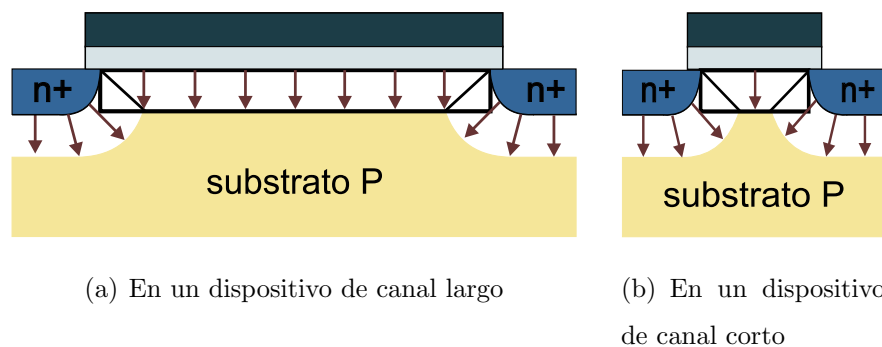 n+
n+
substrato P
n+
n+
substrato P
(a) En un dispositivo de canal largo
(b) En un dispositivo
de canal corto